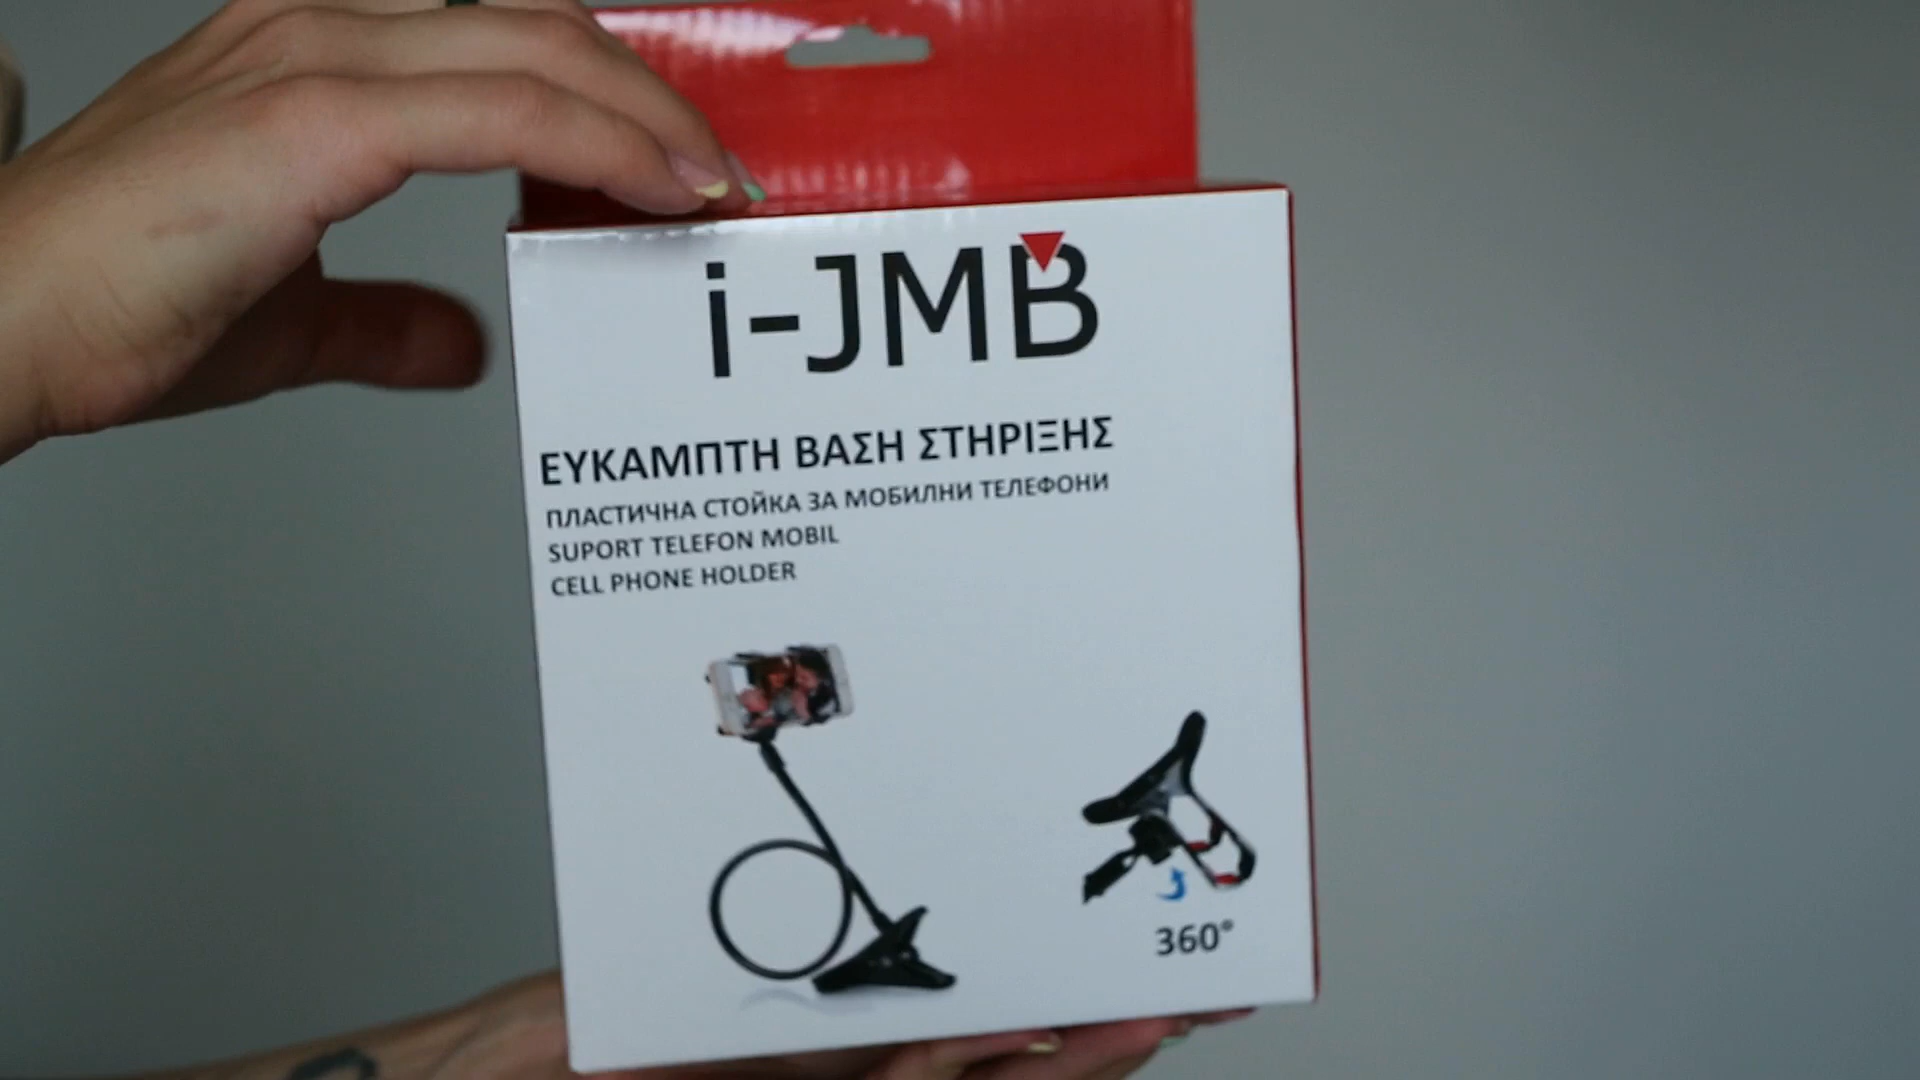 i-JMB
ΕΥΚΑΜΠΤΗ ΒΑΣΗ ΣΤΗΡΙΞΗΣ
ПЛАСТИЧНА СТОЙКА ЗА МОБИЛНИ ТЕЛЕФОНИ
SUPORT TELEFON MOBIL
CELL PHONE HOLDER
360°